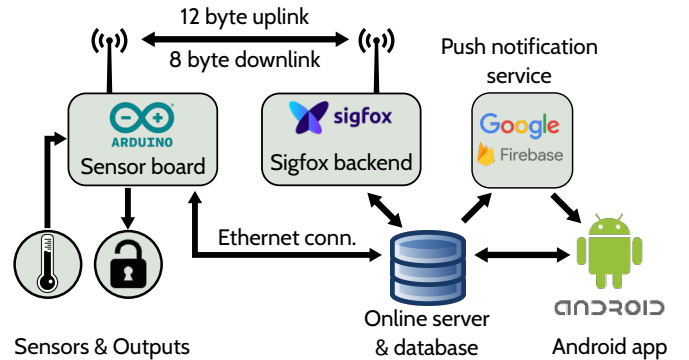 12 byte uplink
8 byte downlink
Push notification
service
ARDUINO
Sensor board
sigfox
Sigfox backend
Google
Firebase
Ethernet conn.
Online server
& database
ANDROID
Android app
Sensors & Outputs